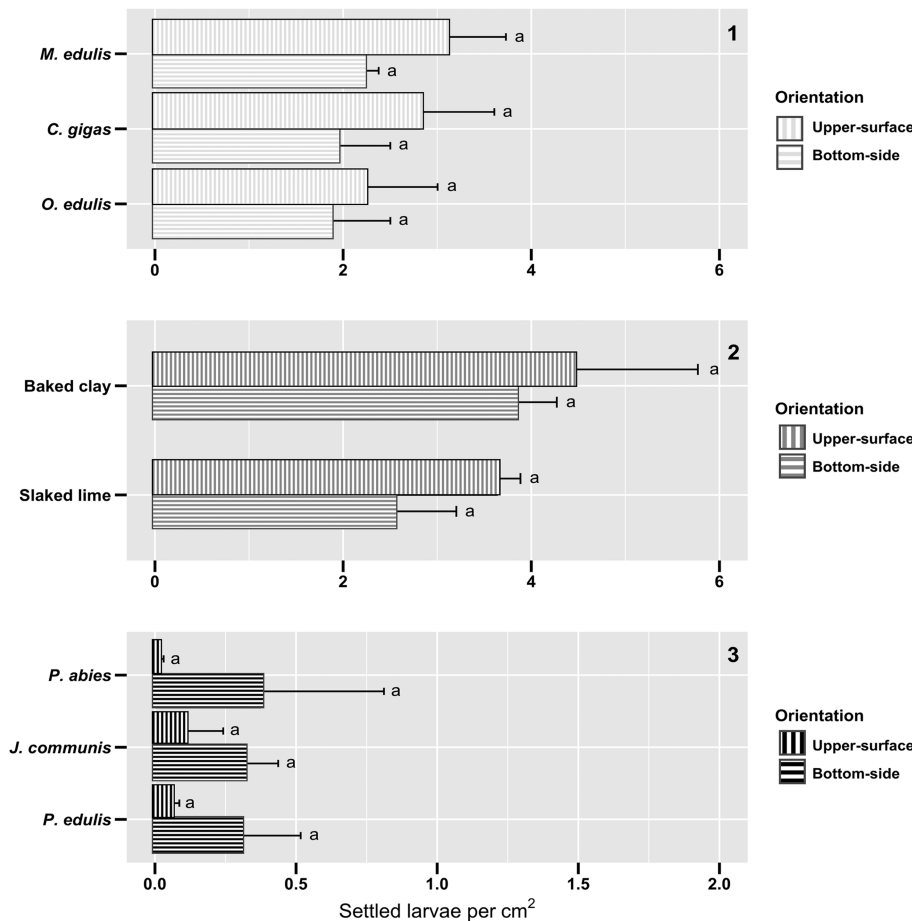 1
M. edulis
a
a
C. gigas
a
a
O. edulis
a
a
0 2 4 6
Orientation
Upper-surface
Bottom-side
2
Baked clay
a
a
Slaked lime
a
a
0 2 4 6
Orientation
Upper-surface
Bottom-side
3
P. abies
a
a
J. communis
a
a
P. edulis
a
a
0.0 0.5 1.0 1.5 2.0
Settled larvae per cm²
Orientation
Upper-surface
Bottom-side